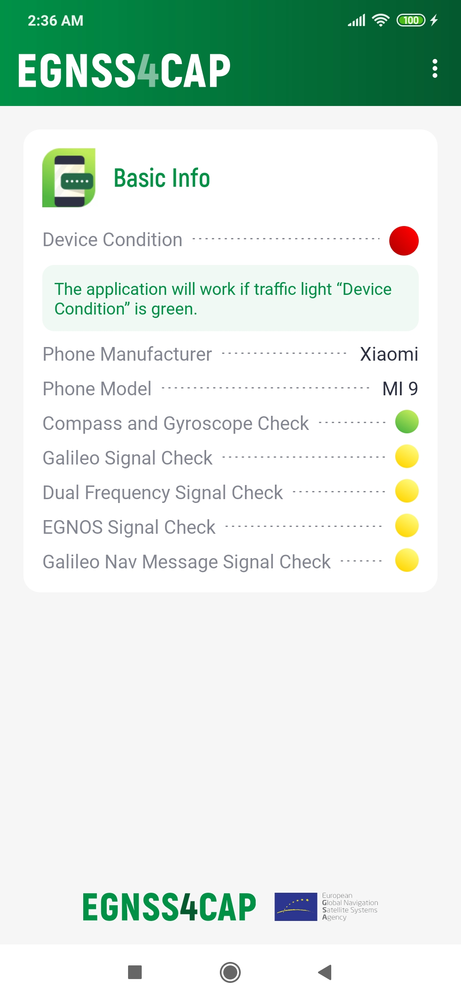 2:36 AM
100
EGNSS4CAP
Basic Info
Device Condition
The application will work if traffic light “Device
Condition” is green.
Phone Manufacturer Xiaomi
Phone Model MI 9
Compass and Gyroscope Check
Galileo Signal Check
Dual Frequency Signal Check
EGNOS Signal Check
Galileo Nav Message Signal Check
EGNSS4CAP
European
Global Navigation
Satellite Systems
Agency